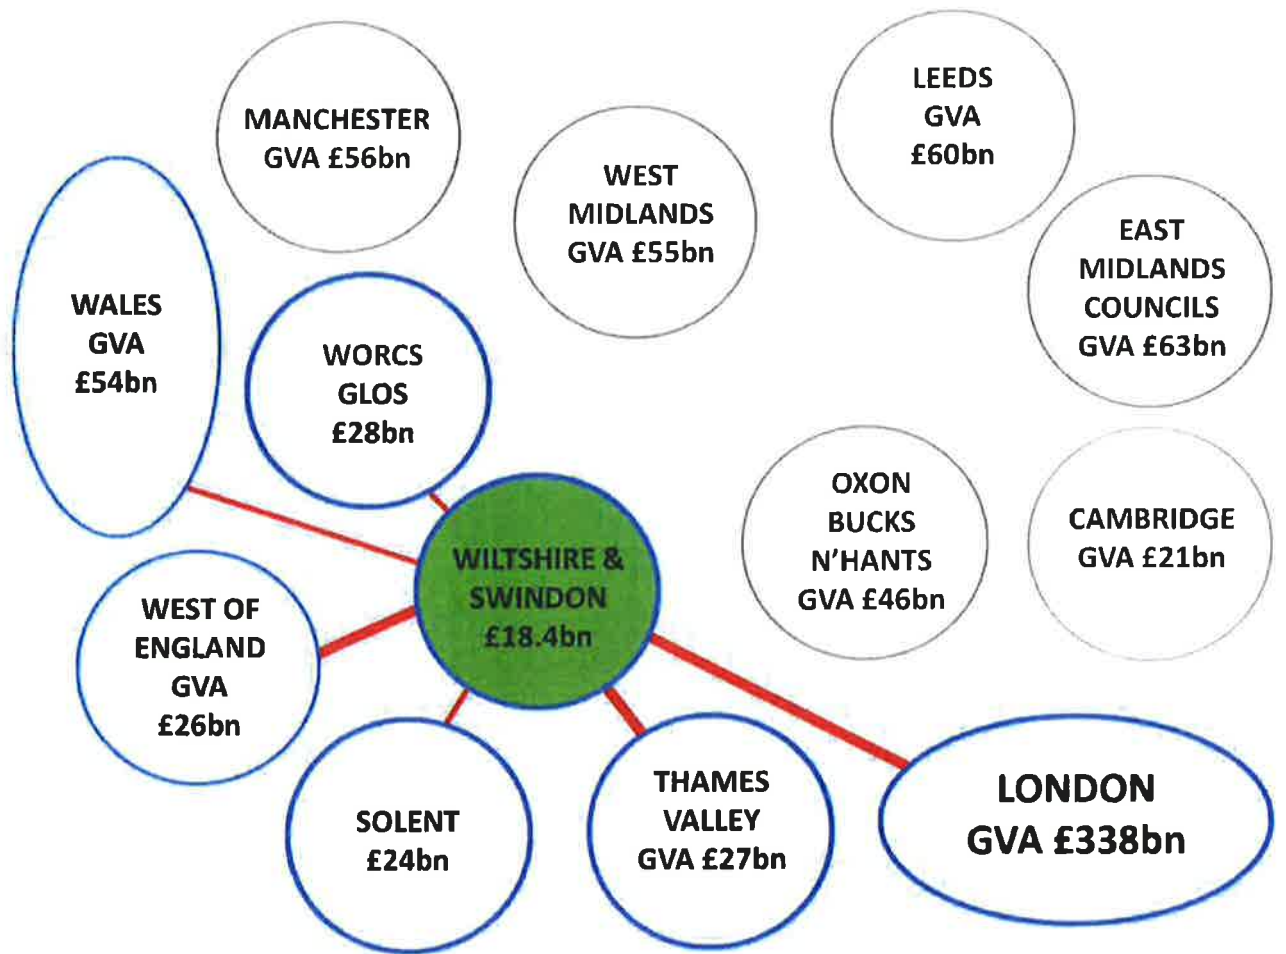 MANCHESTER
GVA £56bn
LEEDS
GVA
£60bn
WEST
MIDLANDS
GVA £55bn
EAST
MIDLANDS
COUNCILS
GVA £63bn
WALES
GVA
£54bn
WORCS
GLOS
£28bn
OXON
BUCKS
N'HANTS
GVA £46bn
CAMBRIDGE
GVA £21bn
WILTSHIRE &
SWINDON
£18.4bn
WEST OF
ENGLAND
GVA
£26bn
SOLENT
£24bn
THAMES
VALLEY
GVA £27bn
LONDON
GVA £338bn